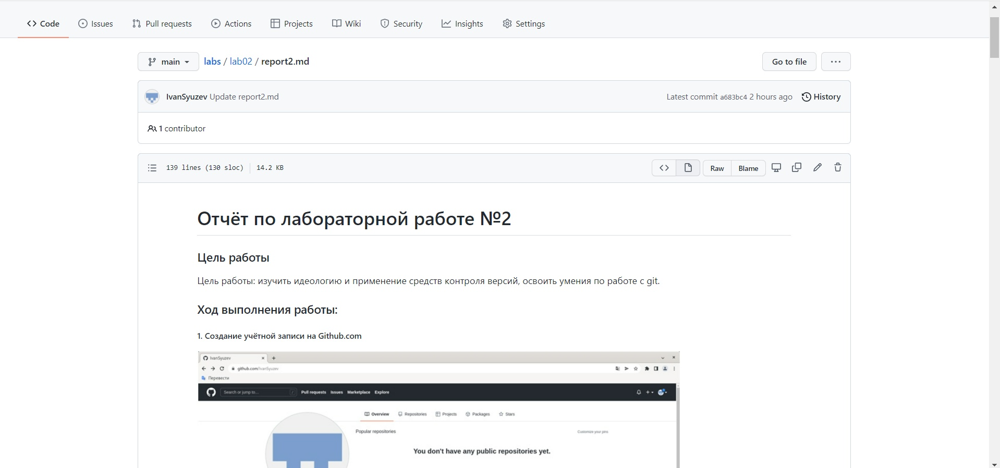 Code Issues Pull requests Actions Projects Wiki Security Insights Settings
main labs / lab02 / report2.md Go to file ...
IvanSyuzev Update report2.md Latest commit a683bc4 2 hours ago History
1 contributor
139 lines (130 sloc) 14.2 KB Raw Blame
Отчёт по лабораторной работе №2
Цель работы
Цель работы: изучить идеологию и применение средств контроля версий, освоить умения по работе с git.
Ход выполнения работы:
1. Создание учётной записи на Github.com
IvanSyuzev
github.com/IvanSyuzev
Перевести
Search or jump to... / Pull requests Issues Marketplace Explore
Overview Repositories Projects Packages Stars
Popular repositories Customize your pins
You don't have any public repositories yet.